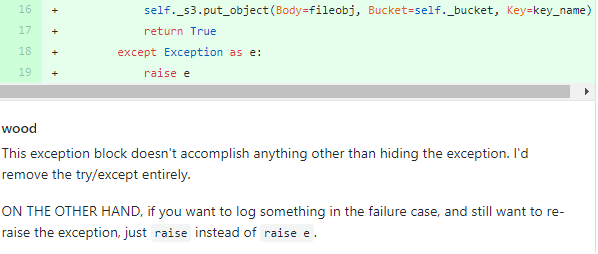 16 + self._s3.put_object(Body=fileobj, Bucket=self._bucket, Key=key_name)
17 + return True
18 + except Exception as e:
19 + raise e
wood
This exception block doesn't accomplish anything other than hiding the exception. I'd
remove the try/except entirely.
ON THE OTHER HAND, if you want to log something in the failure case, and still want to re-
raise the exception, just raise instead of raise e.